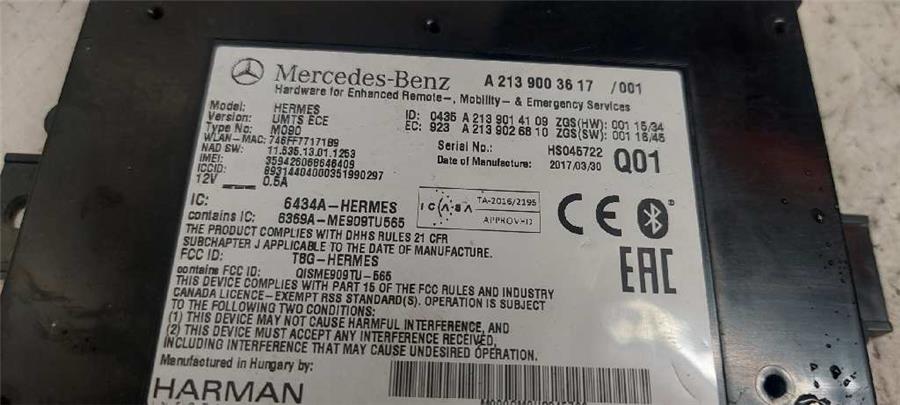 Mercedes-Benz A 213 900 36 17 /001
Hardware for Enhanced Remote-, Mobility- & Emergency Services
Model: HERMES
Version: UMTS ECE
Type No: M090
WLAN-MAC: 746FF77171B9
NAD SW: 11.535.13.01.1253
IMEI: 359426068646409
ICCID: 89314404000351990297
12V 0.5A
ID: 0435 A 213 901 41 09 ZGS(HW): 001 15/34
EC: 923 A 213 902 68 10 ZGS(SW): 001 16/45
Serial No.: HS045722
Date of Manufacture: 2017/03/30 Q01
IC: 6434A-HERMES
contains IC: 6369A-ME909TU565
ICASA TA-2016/2195
APPROVED
CE
THE PRODUCT COMPLIES WITH DHHS RULES 21 CFR
SUBCHAPTER J APPLICABLE TO THE DATE OF MANUFACTURE.
FCC ID: T8G-HERMES
contains FCC ID: QISME909TU-565
EAC
THIS DEVICE COMPLIES WITH PART 15 OF THE FCC RULES AND INDUSTRY
CANADA LICENCE-EXEMPT RSS STANDARD(S). OPERATION IS SUBJECT
TO THE FOLLOWING TWO CONDITIONS:
(1) THIS DEVICE MAY NOT CAUSE HARMFUL INTERFERENCE, AND
(2) THIS DEVICE MUST ACCEPT ANY INTERFERENCE RECEIVED,
INCLUDING INTERFERENCE THAT MAY CAUSE UNDESIRED OPERATION.
Manufactured in Hungary by:
HARMAN